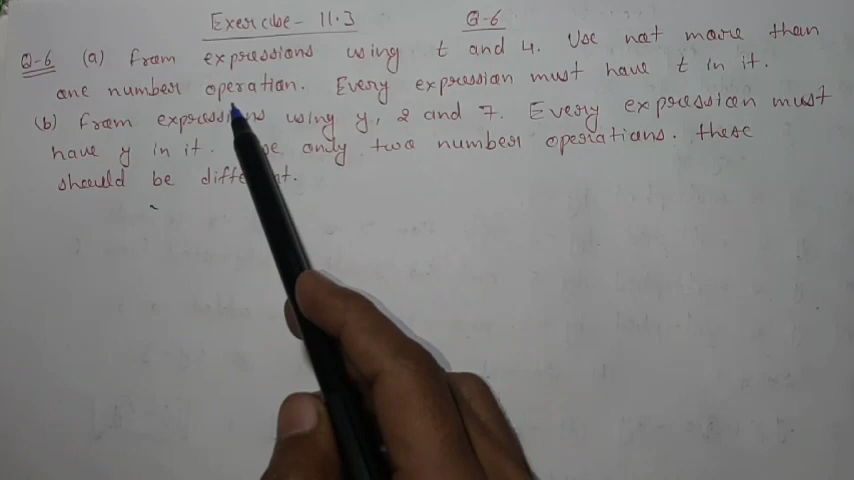 Exercise - 11.3 Q-6
Q-6 (a) from expressions using t and 4. Use not more than
one number operation. Every expression must have t in it.
(b) from expressions using y, 2 and 7. Every expression must
have y in it. only two number operations. these
should be different.